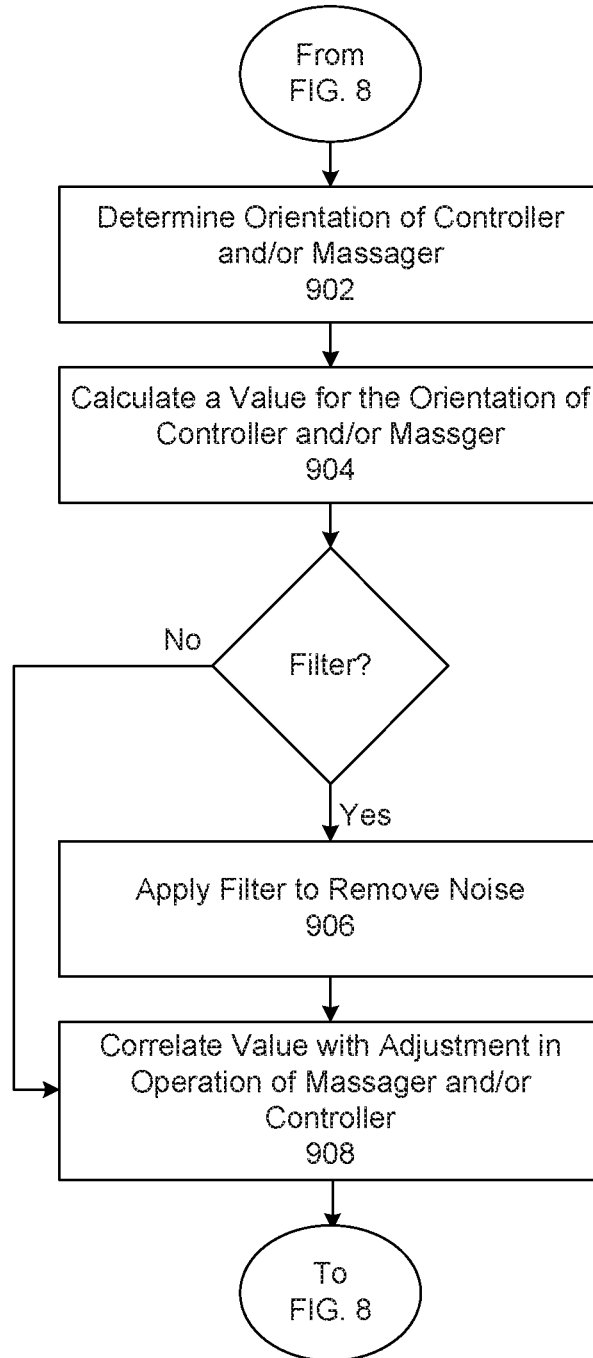 From
FIG. 8
Determine Orientation of Controller
and/or Massager
902
Calculate a Value for the Orientation of
Controller and/or Massger
904
Filter?
No
Yes
Apply Filter to Remove Noise
906
Correlate Value with Adjustment in
Operation of Massager and/or
Controller
908
To
FIG. 8